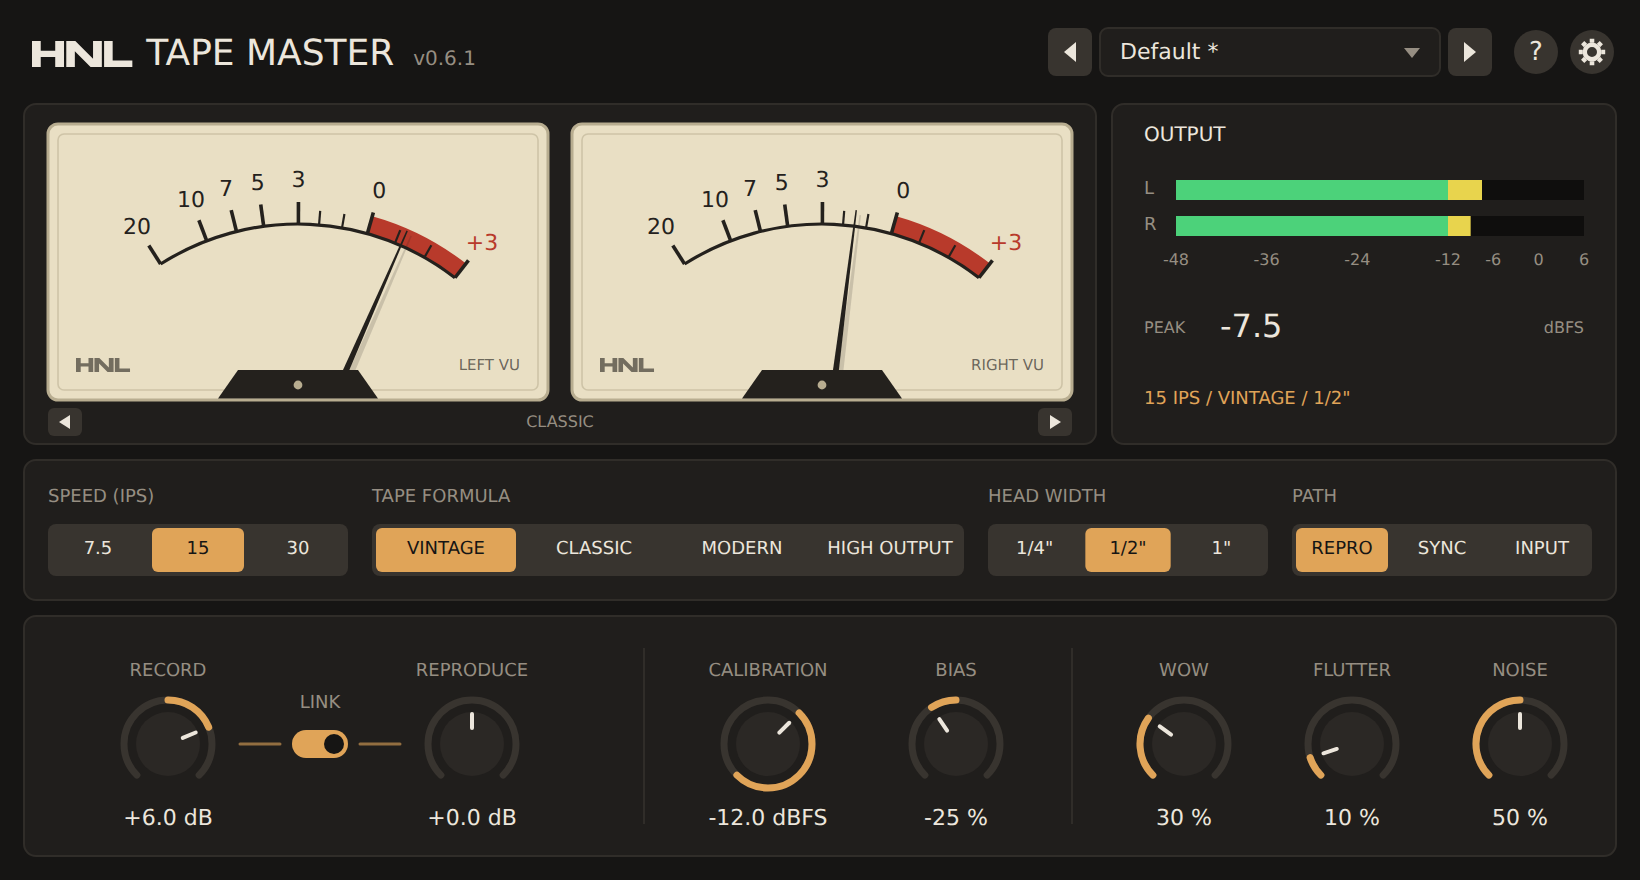 HNL TAPE MASTER v0.6.1
Default *
?
20 10 7 5 3 0 +3
HNL LEFT VU
20 10 7 5 3 0 +3
HNL RIGHT VU
CLASSIC
OUTPUT
L
R
-48 -36 -24 -12 -6 0 6
PEAK -7.5 dBFS
15 IPS / VINTAGE / 1/2"
SPEED (IPS)
7.5 15 30
TAPE FORMULA
VINTAGE CLASSIC MODERN HIGH OUTPUT
HEAD WIDTH
1/4" 1/2" 1"
PATH
REPRO SYNC INPUT
RECORD
+6.0 dB
LINK
REPRODUCE
+0.0 dB
CALIBRATION
-12.0 dBFS
BIAS
-25 %
WOW
30 %
FLUTTER
10 %
NOISE
50 %